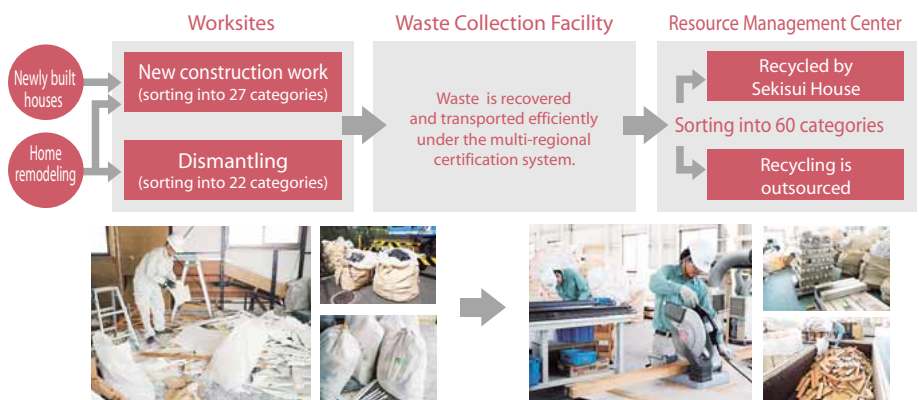 Worksites
Waste Collection Facility
Resource Management Center
Newly built
houses
Home
remodeling
New construction work
(sorting into 27 categories)
Dismantling
(sorting into 22 categories)
Waste is recovered
and transported efficiently
under the multi-regional
certification system.
Recycled by
Sekisui House
Sorting into 60 categories
Recycling is
outsourced